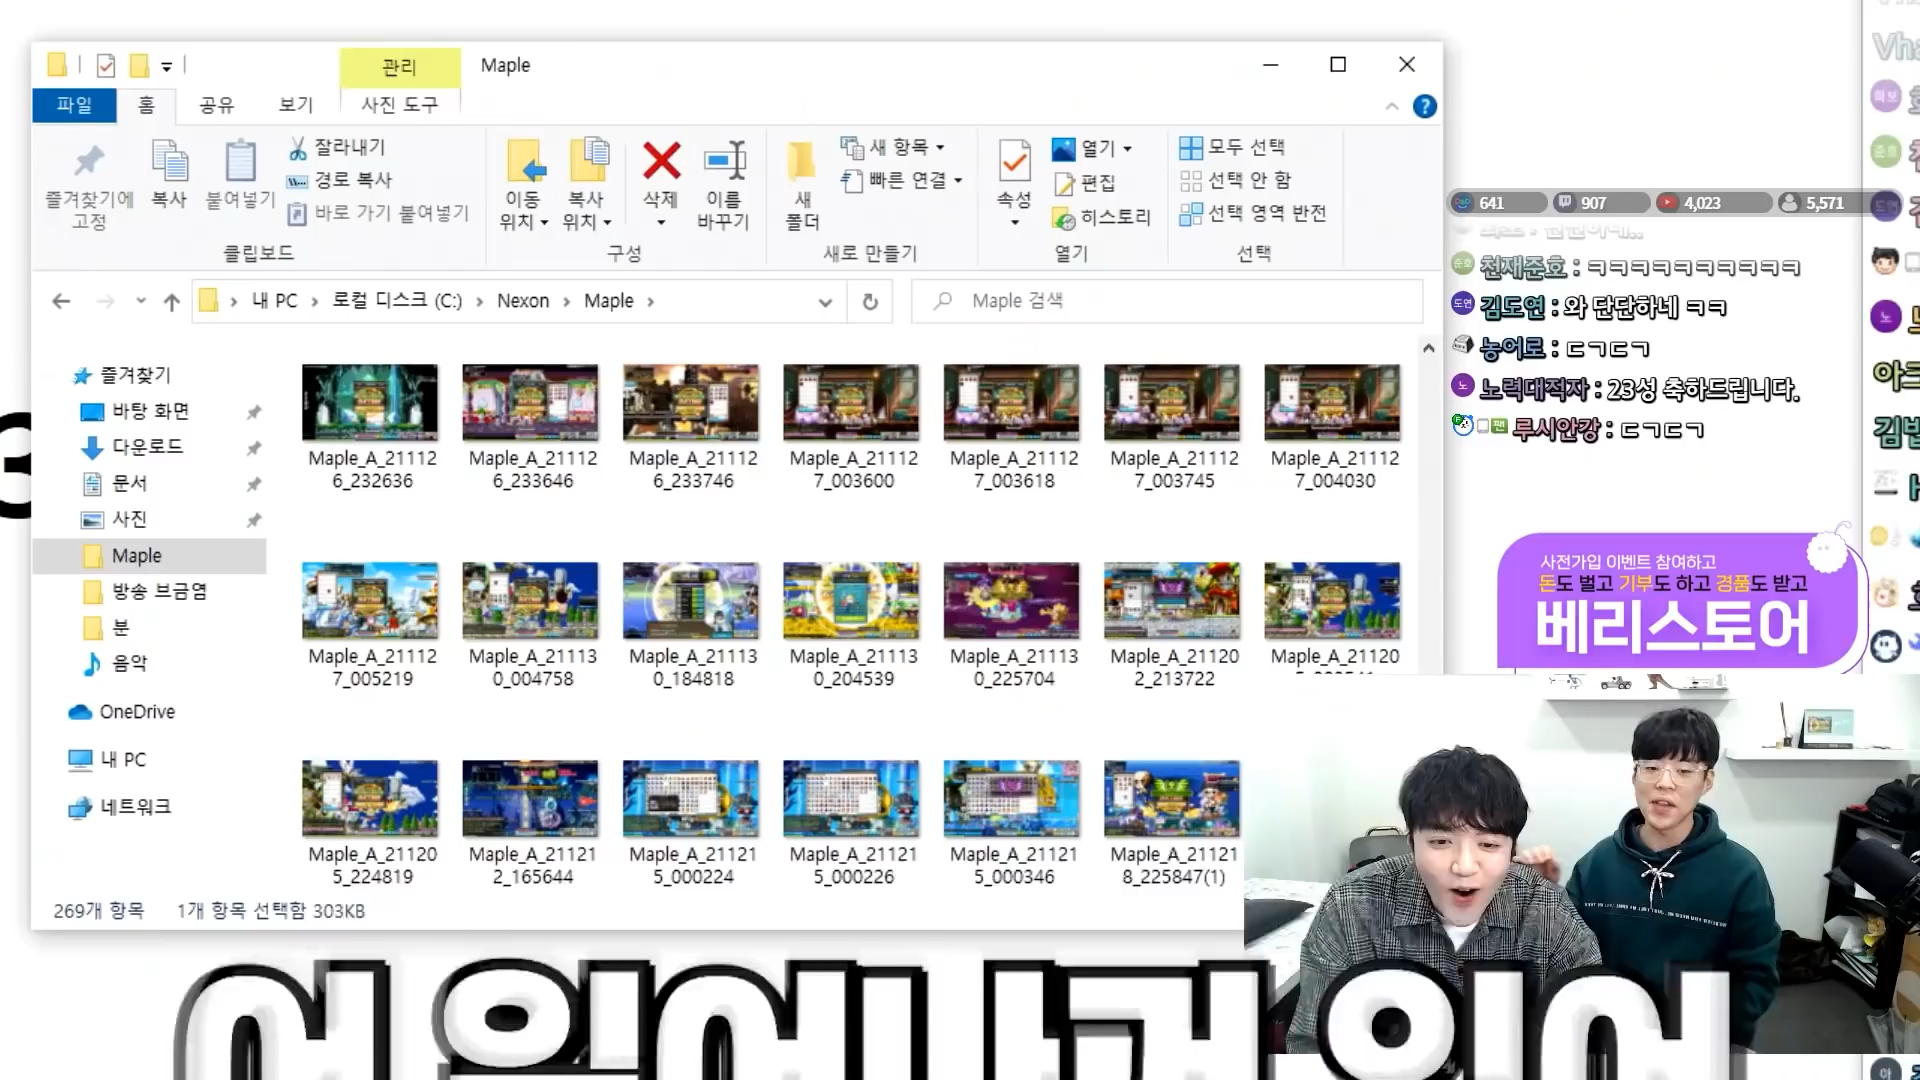 관리
Maple
파일
홈
공유
보기
사진 도구
즐겨찾기에
고정
복사
붙여넣기
잘라내기
경로 복사
바로 가기 붙여넣기
클립보드
이동
위치
복사
위치
삭제
이름
바꾸기
구성
새
폴더
새 항목
빠른 연결
새로 만들기
속성
열기
편집
히스토리
열기
모두 선택
선택 안 함
선택 영역 반전
선택
내 PC
로컬 디스크 (C:)
Nexon
Maple
Maple 검색
즐겨찾기
바탕 화면
다운로드
문서
사진
Maple
방송 브금염
분
음악
OneDrive
내 PC
네트워크
Maple_A_21112
6_232636
Maple_A_21112
6_233646
Maple_A_21112
6_233746
Maple_A_21112
7_003600
Maple_A_21112
7_003618
Maple_A_21112
7_003745
Maple_A_21112
7_004030
Maple_A_21112
7_005219
Maple_A_21113
0_004758
Maple_A_21113
0_184818
Maple_A_21113
0_204539
Maple_A_21113
0_225704
Maple_A_21120
2_213722
Maple_A_21120
Maple_A_21120
5_224819
Maple_A_21121
2_165644
Maple_A_21121
5_000224
Maple_A_21121
5_000226
Maple_A_21121
5_000346
Maple_A_21121
8_225847(1)
269개 항목
1개 항목 선택함 303KB
641
907
4,023
5,571
천재준호 : ㅋㅋㅋㅋㅋㅋㅋㅋㅋㅋ
김도연 : 와 단단하네 ㅋㅋ
농어로 : ㄷㄱㄷㄱ
노력대적자 : 23성 축하드립니다.
팬 루시안강 : ㄷㄱㄷㄱ
사전가입 이벤트 참여하고
돈도 벌고 기부도 하고 경품도 받고
베리스토어